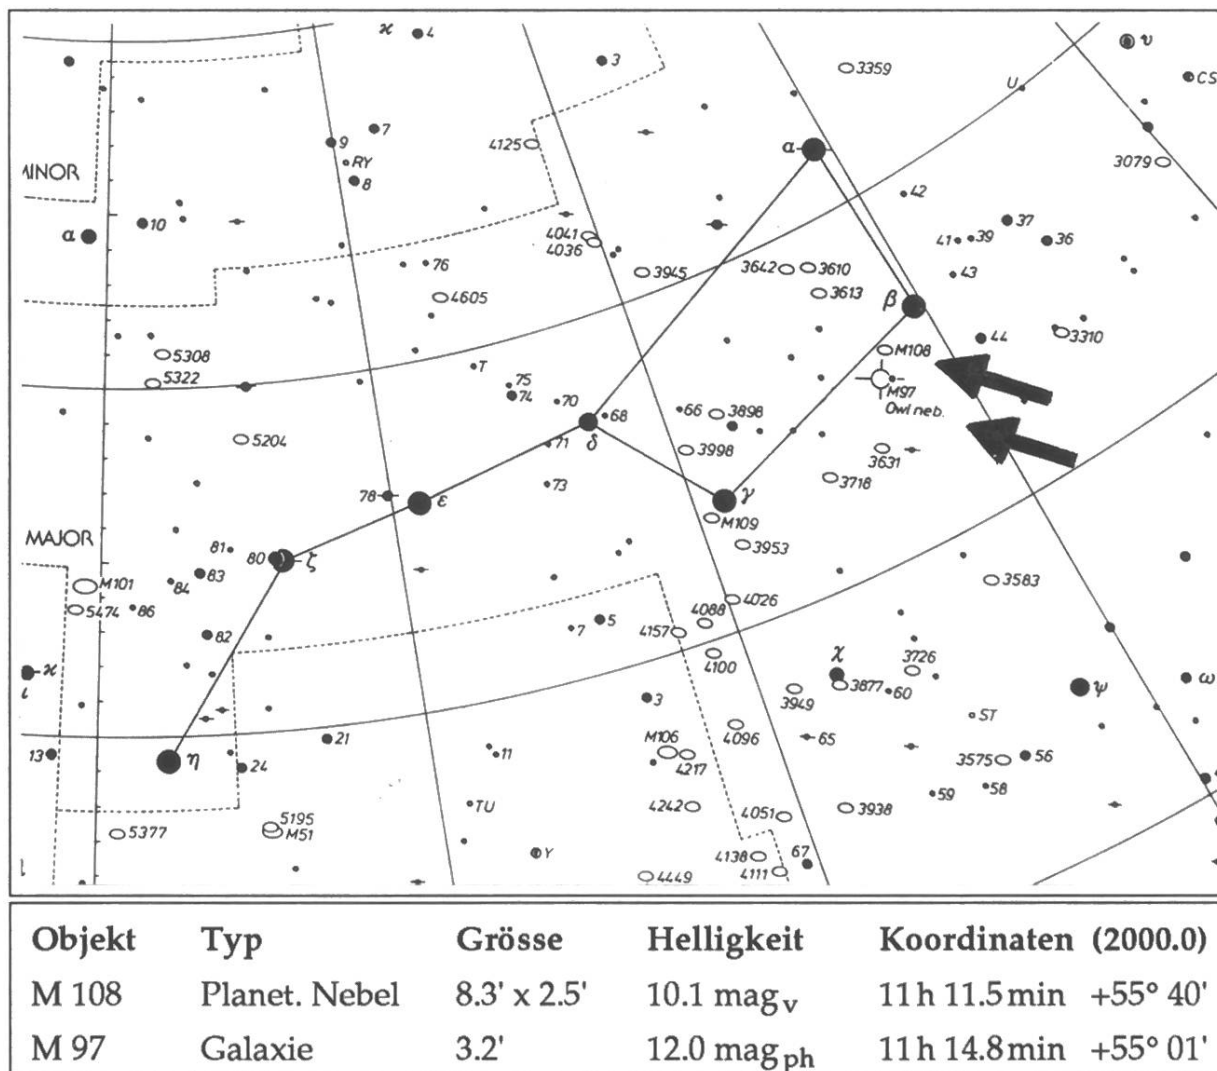 ϰ 4 3 3359 υ
U CS
9 7 4125 α
RY 3079
MINOR 8
42
10 37
α 4041 41 39 36
4036
76 3945 3642 3610 43
4605 3613 β
44 3310
5308 M108
T
5322 75 M97
74 70 68 66 3898 Owl neb.
5204 71 δ
3998 3631
73 3718
78 ε γ
M109
MAJOR 81 3953
80 ζ
M101 83 3583
84
5474 86 4026
4088
82 7 5 4157
4100 χ 3726
ϰ 3877 60 ψ ω
ι 3 3949
ST
21 4096 65
13 η 24 11 M106 3575 56
4217
58
TU 4242 4051 3938 59
5195
5377 M51
Y 4138 67
4449 4111
Objekt Typ Grösse Helligkeit Koordinaten (2000.0)
M 108 Planet. Nebel 8.3' x 2.5' 10.1 magv 11 h 11.5 min +55° 40'
M 97 Galaxie 3.2' 12.0 magph 11 h 14.8 min +55° 01'